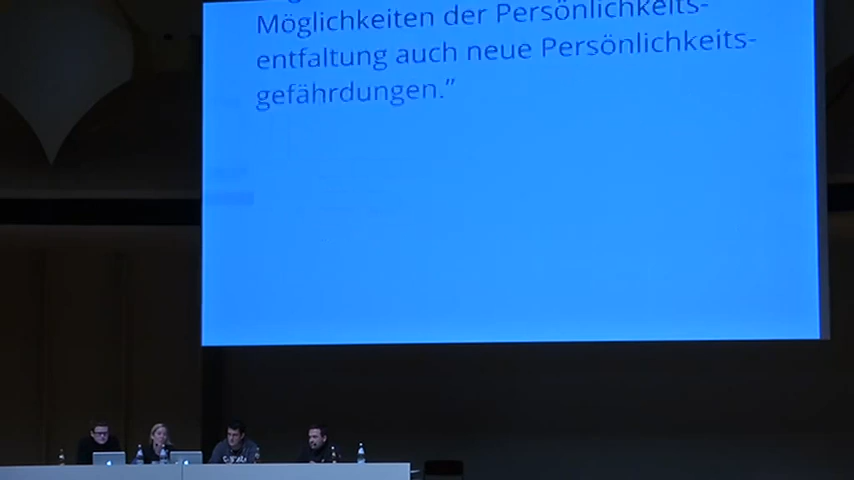 Möglichkeiten der Persönlichkeits-
entfaltung auch neue Persönlichkeits-
gefährdungen.”